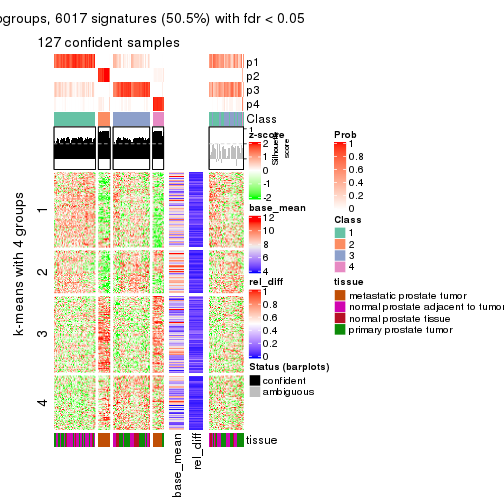 ogroups, 6017 signatures (50.5%) with fdr < 0.05
127 confident samples
p1
p2
p3
p4
Class
1
Silhouette score
z-score
2
1
0
-1
-2
base_mean
12
10
8
6
4
rel_diff
1
0.8
0.6
0.4
0.2
0
Status (barplots)
confident
ambiguous
Prob
1
0.8
0.6
0.4
0.2
0
Class
1
2
3
4
tissue
metastatic prostate tumor
normal prostate adjacent to tumor
normal prostate tissue
primary prostate tumor
k-means with 4 groups
1
2
3
4
tissue
base_mean
rel_diff